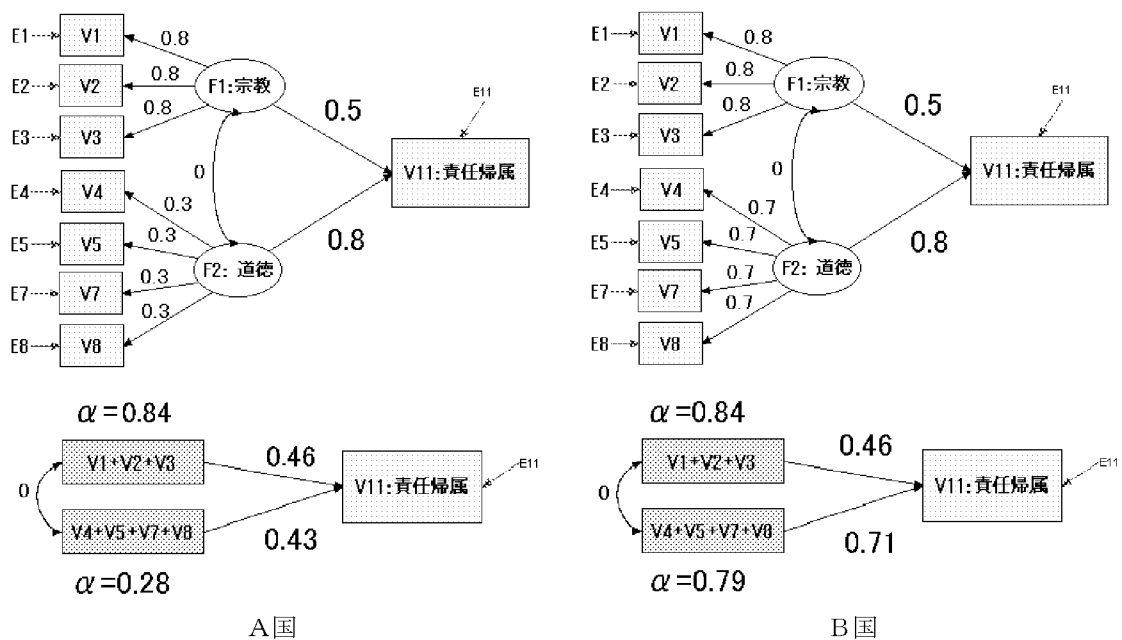 E1
V1
0.8
E2
V2
0.8
F1:宗教
E3
V3
0.8
0.5
E11
V11:責任帰属
0
E4
V4
0.3
E5
V5
0.3
0.8
F2: 道徳
E7
V7
0.3
E8
V8
0.3
α=0.84
V1+V2+V3
0.46
V11:責任帰属
E11
0
V4+V5+V7+V8
0.43
α=0.28
A国
E1
V1
0.8
E2
V2
0.8
F1:宗教
E3
V3
0.8
0.5
E11
V11:責任帰属
0
E4
V4
0.7
E5
V5
0.7
0.8
F2: 道徳
E7
V7
0.7
E8
V8
0.7
α=0.84
V1+V2+V3
0.46
V11:責任帰属
E11
0
V4+V5+V7+V8
0.71
α=0.79
B国